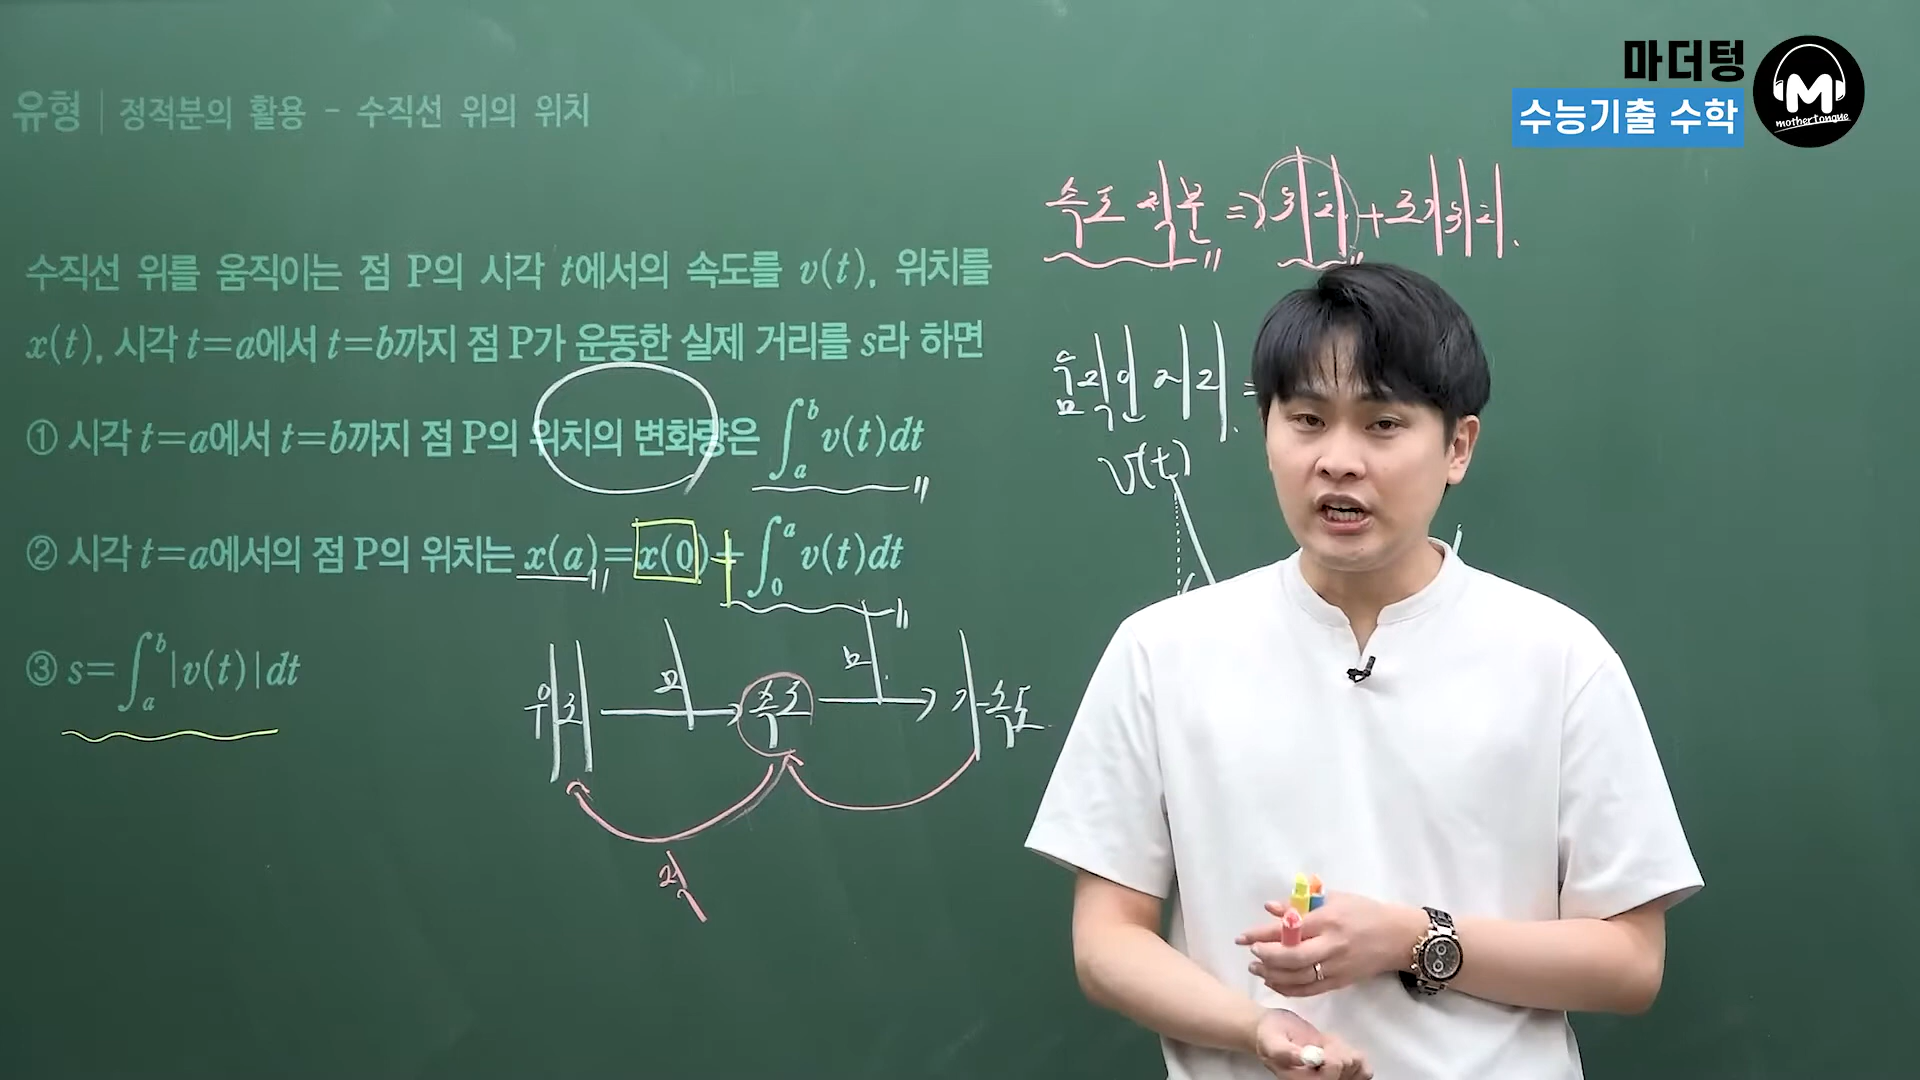 마더텅
수능기출 수학
M
mothertongue
유형 | 정적분의 활용 - 수직선 위의 위치
수직선 위를 움직이는 점 P의 시각 t에서의 속도를 v(t), 위치를
x(t), 시각 t=a에서 t=b까지 점 P가 운동한 실제 거리를 s라 하면
① 시각 t=a에서 t=b까지 점 P의 위치의 변화량은 ∫_a^b v(t)dt
② 시각 t=a에서의 점 P의 위치는 x(a)=x(0)+∫_0^a v(t)dt
③ s=∫_a^b |v(t)|dt
위치 미 속도 미 가속도
적
속도 적분 ⇒
움직인 거리 =
v(t)